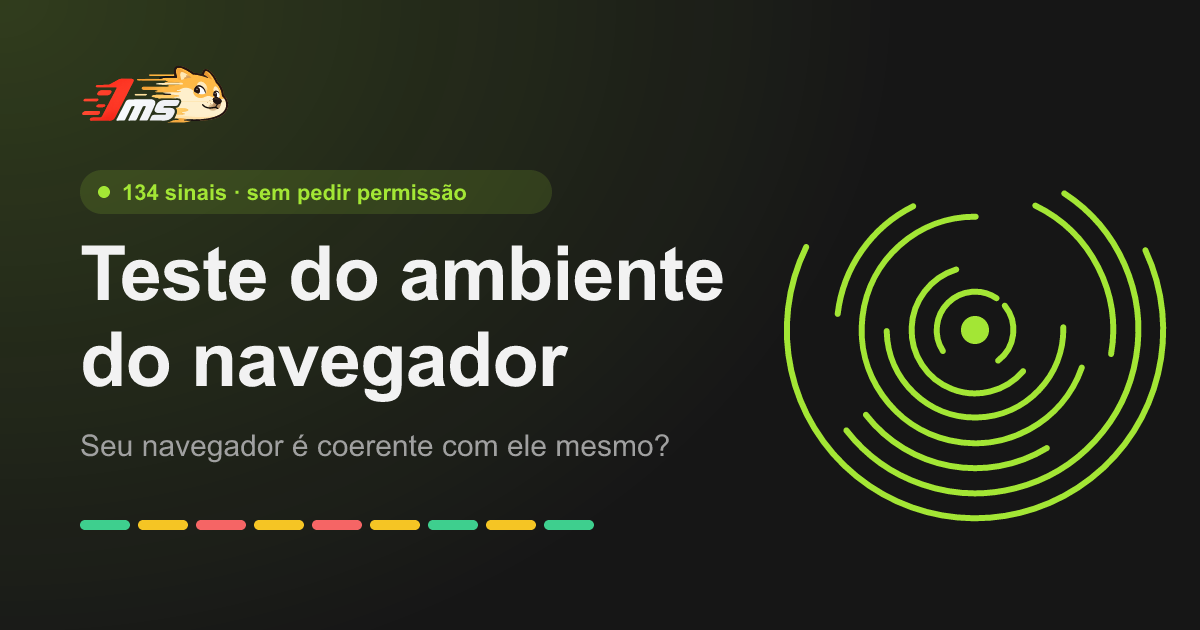 1ms
134 sinais · sem pedir permissão
Teste do ambiente
do navegador
Seu navegador é coerente com ele mesmo?